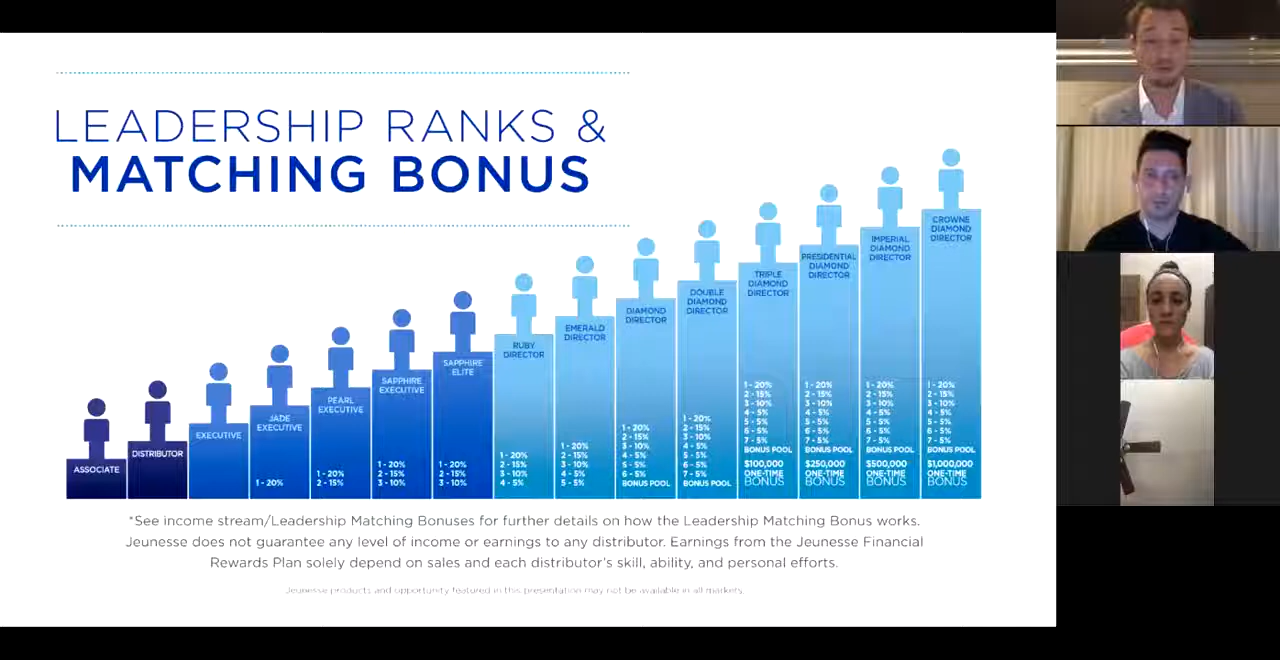 LEADERSHIP RANKS &
MATCHING BONUS
ASSOCIATE
DISTRIBUTOR
EXECUTIVE
JADE
EXECUTIVE
1 - 20%
PEARL
EXECUTIVE
1 - 20%
2 - 15%
SAPPHIRE
EXECUTIVE
1 - 20%
2 - 15%
3 - 10%
SAPPHIRE
ELITE
1 - 20%
2 - 15%
3 - 10%
RUBY
DIRECTOR
1 - 20%
2 - 15%
3 - 10%
4 - 5%
EMERALD
DIRECTOR
1 - 20%
2 - 15%
3 - 10%
4 - 5%
5 - 5%
DIAMOND
DIRECTOR
1 - 20%
2 - 15%
3 - 10%
4 - 5%
5 - 5%
6 - 5%
BONUS POOL
DOUBLE
DIAMOND
DIRECTOR
1 - 20%
2 - 15%
3 - 10%
4 - 5%
5 - 5%
6 - 5%
7 - 5%
BONUS POOL
TRIPLE
DIAMOND
DIRECTOR
1 - 20%
2 - 15%
3 - 10%
4 - 5%
5 - 5%
6 - 5%
7 - 5%
BONUS POOL
$100,000
ONE-TIME
BONUS
PRESIDENTIAL
DIAMOND
DIRECTOR
1 - 20%
2 - 15%
3 - 10%
4 - 5%
5 - 5%
6 - 5%
7 - 5%
BONUS POOL
$250,000
ONE-TIME
BONUS
IMPERIAL
DIAMOND
DIRECTOR
1 - 20%
2 - 15%
3 - 10%
4 - 5%
5 - 5%
6 - 5%
7 - 5%
BONUS POOL
$500,000
ONE-TIME
BONUS
CROWNE
DIAMOND
DIRECTOR
1 - 20%
2 - 15%
3 - 10%
4 - 5%
5 - 5%
6 - 5%
7 - 5%
BONUS POOL
$1,000,000
ONE-TIME
BONUS
*See income stream/Leadership Matching Bonuses for further details on how the Leadership Matching Bonus works.
Jeunesse does not guarantee any level of income or earnings to any distributor. Earnings from the Jeunesse Financial
Rewards Plan solely depend on sales and each distributor's skill, ability, and personal efforts.
Jeunesse products and opportunity featured in this presentation may not be available in all markets.